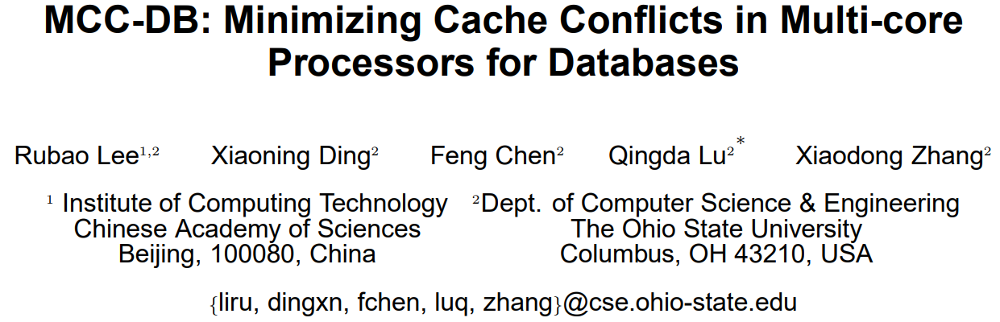 MCC-DB: Minimizing Cache Conflicts in Multi-core
Processors for Databases
Rubao Lee1,2 Xiaoning Ding2 Feng Chen2 Qingda Lu2* Xiaodong Zhang2
1 Institute of Computing Technology 2Dept. of Computer Science & Engineering
Chinese Academy of Sciences The Ohio State University
Beijing, 100080, China Columbus, OH 43210, USA
{liru, dingxn, fchen, luq, zhang}@cse.ohio-state.edu